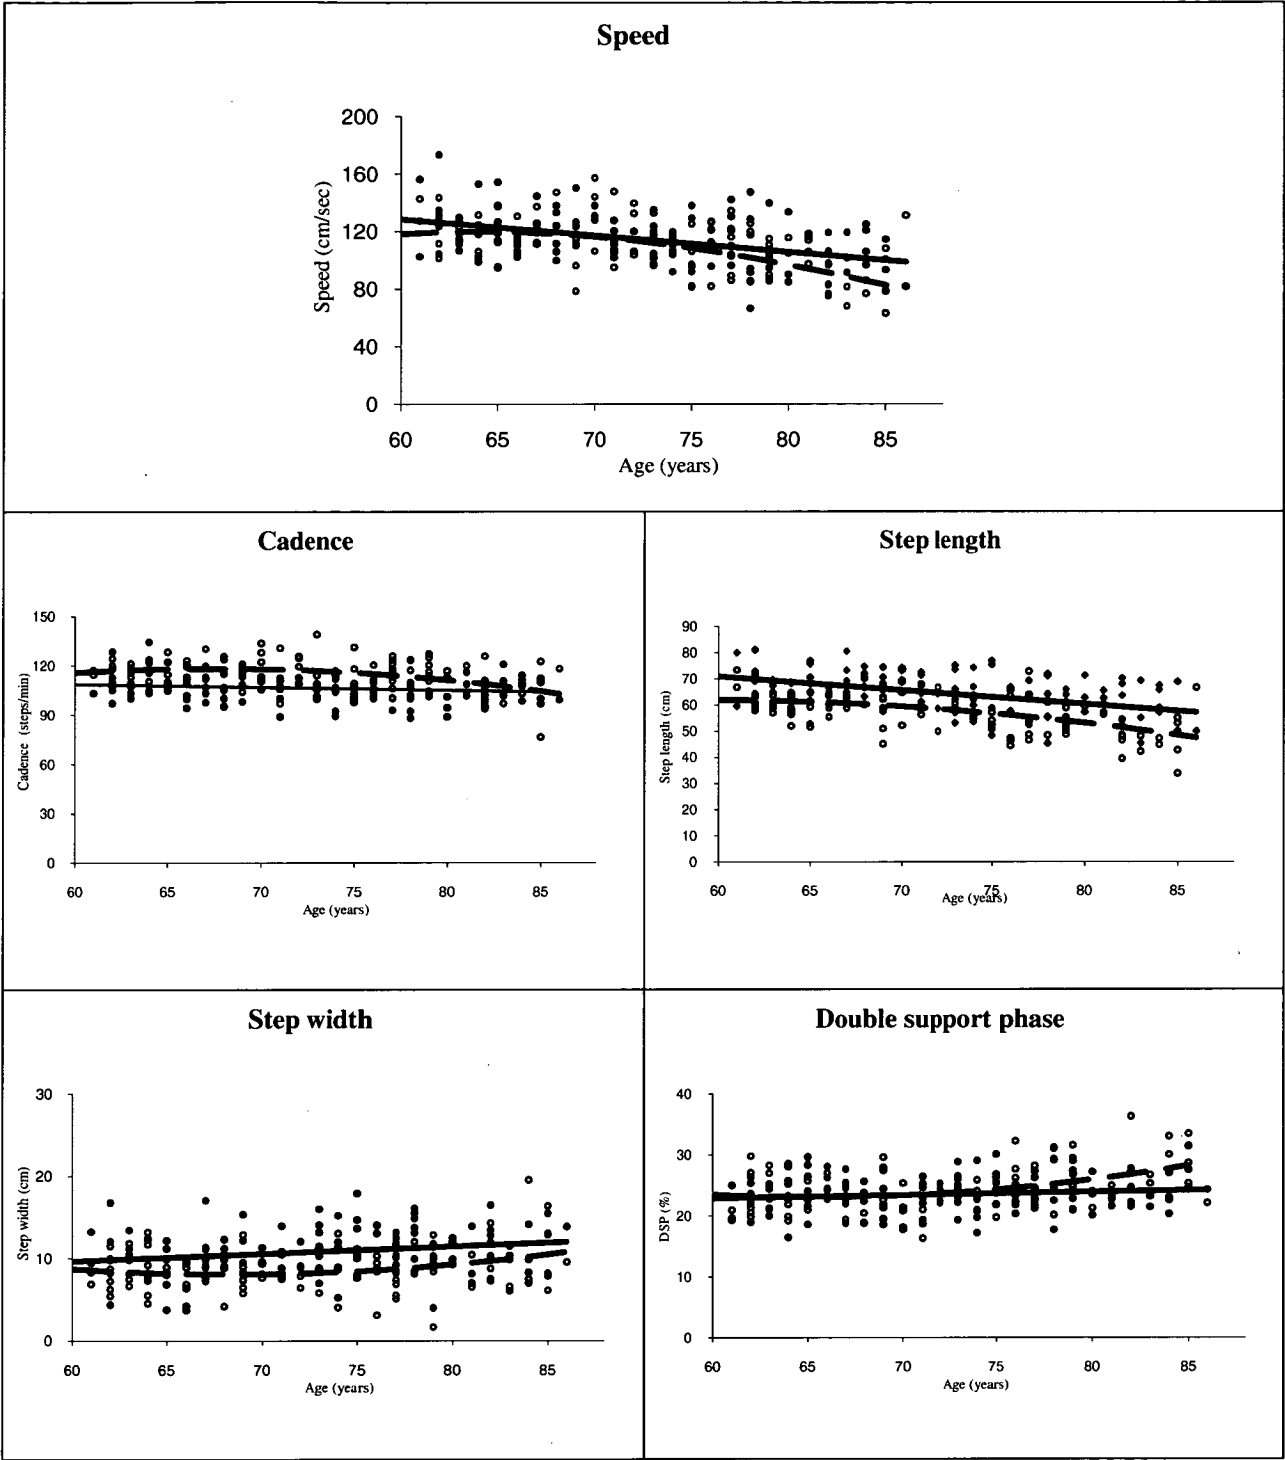 Speed
200
160
120
80
40
0
Speed (cm/sec)
60 65 70 75 80 85
Age (years)
Cadence
150
120
90
60
30
0
Cadence (steps/min)
60 65 70 75 80 85
Age (years)
Step length
90
80
70
60
50
40
30
20
10
0
Step length (cm)
60 65 70 75 80 85
Age (years)
Step width
30
20
10
0
Step width (cm)
60 65 70 75 80 85
Age (years)
Double support phase
40
30
20
10
0
DSP (%)
60 65 70 75 80 85
Age (years)